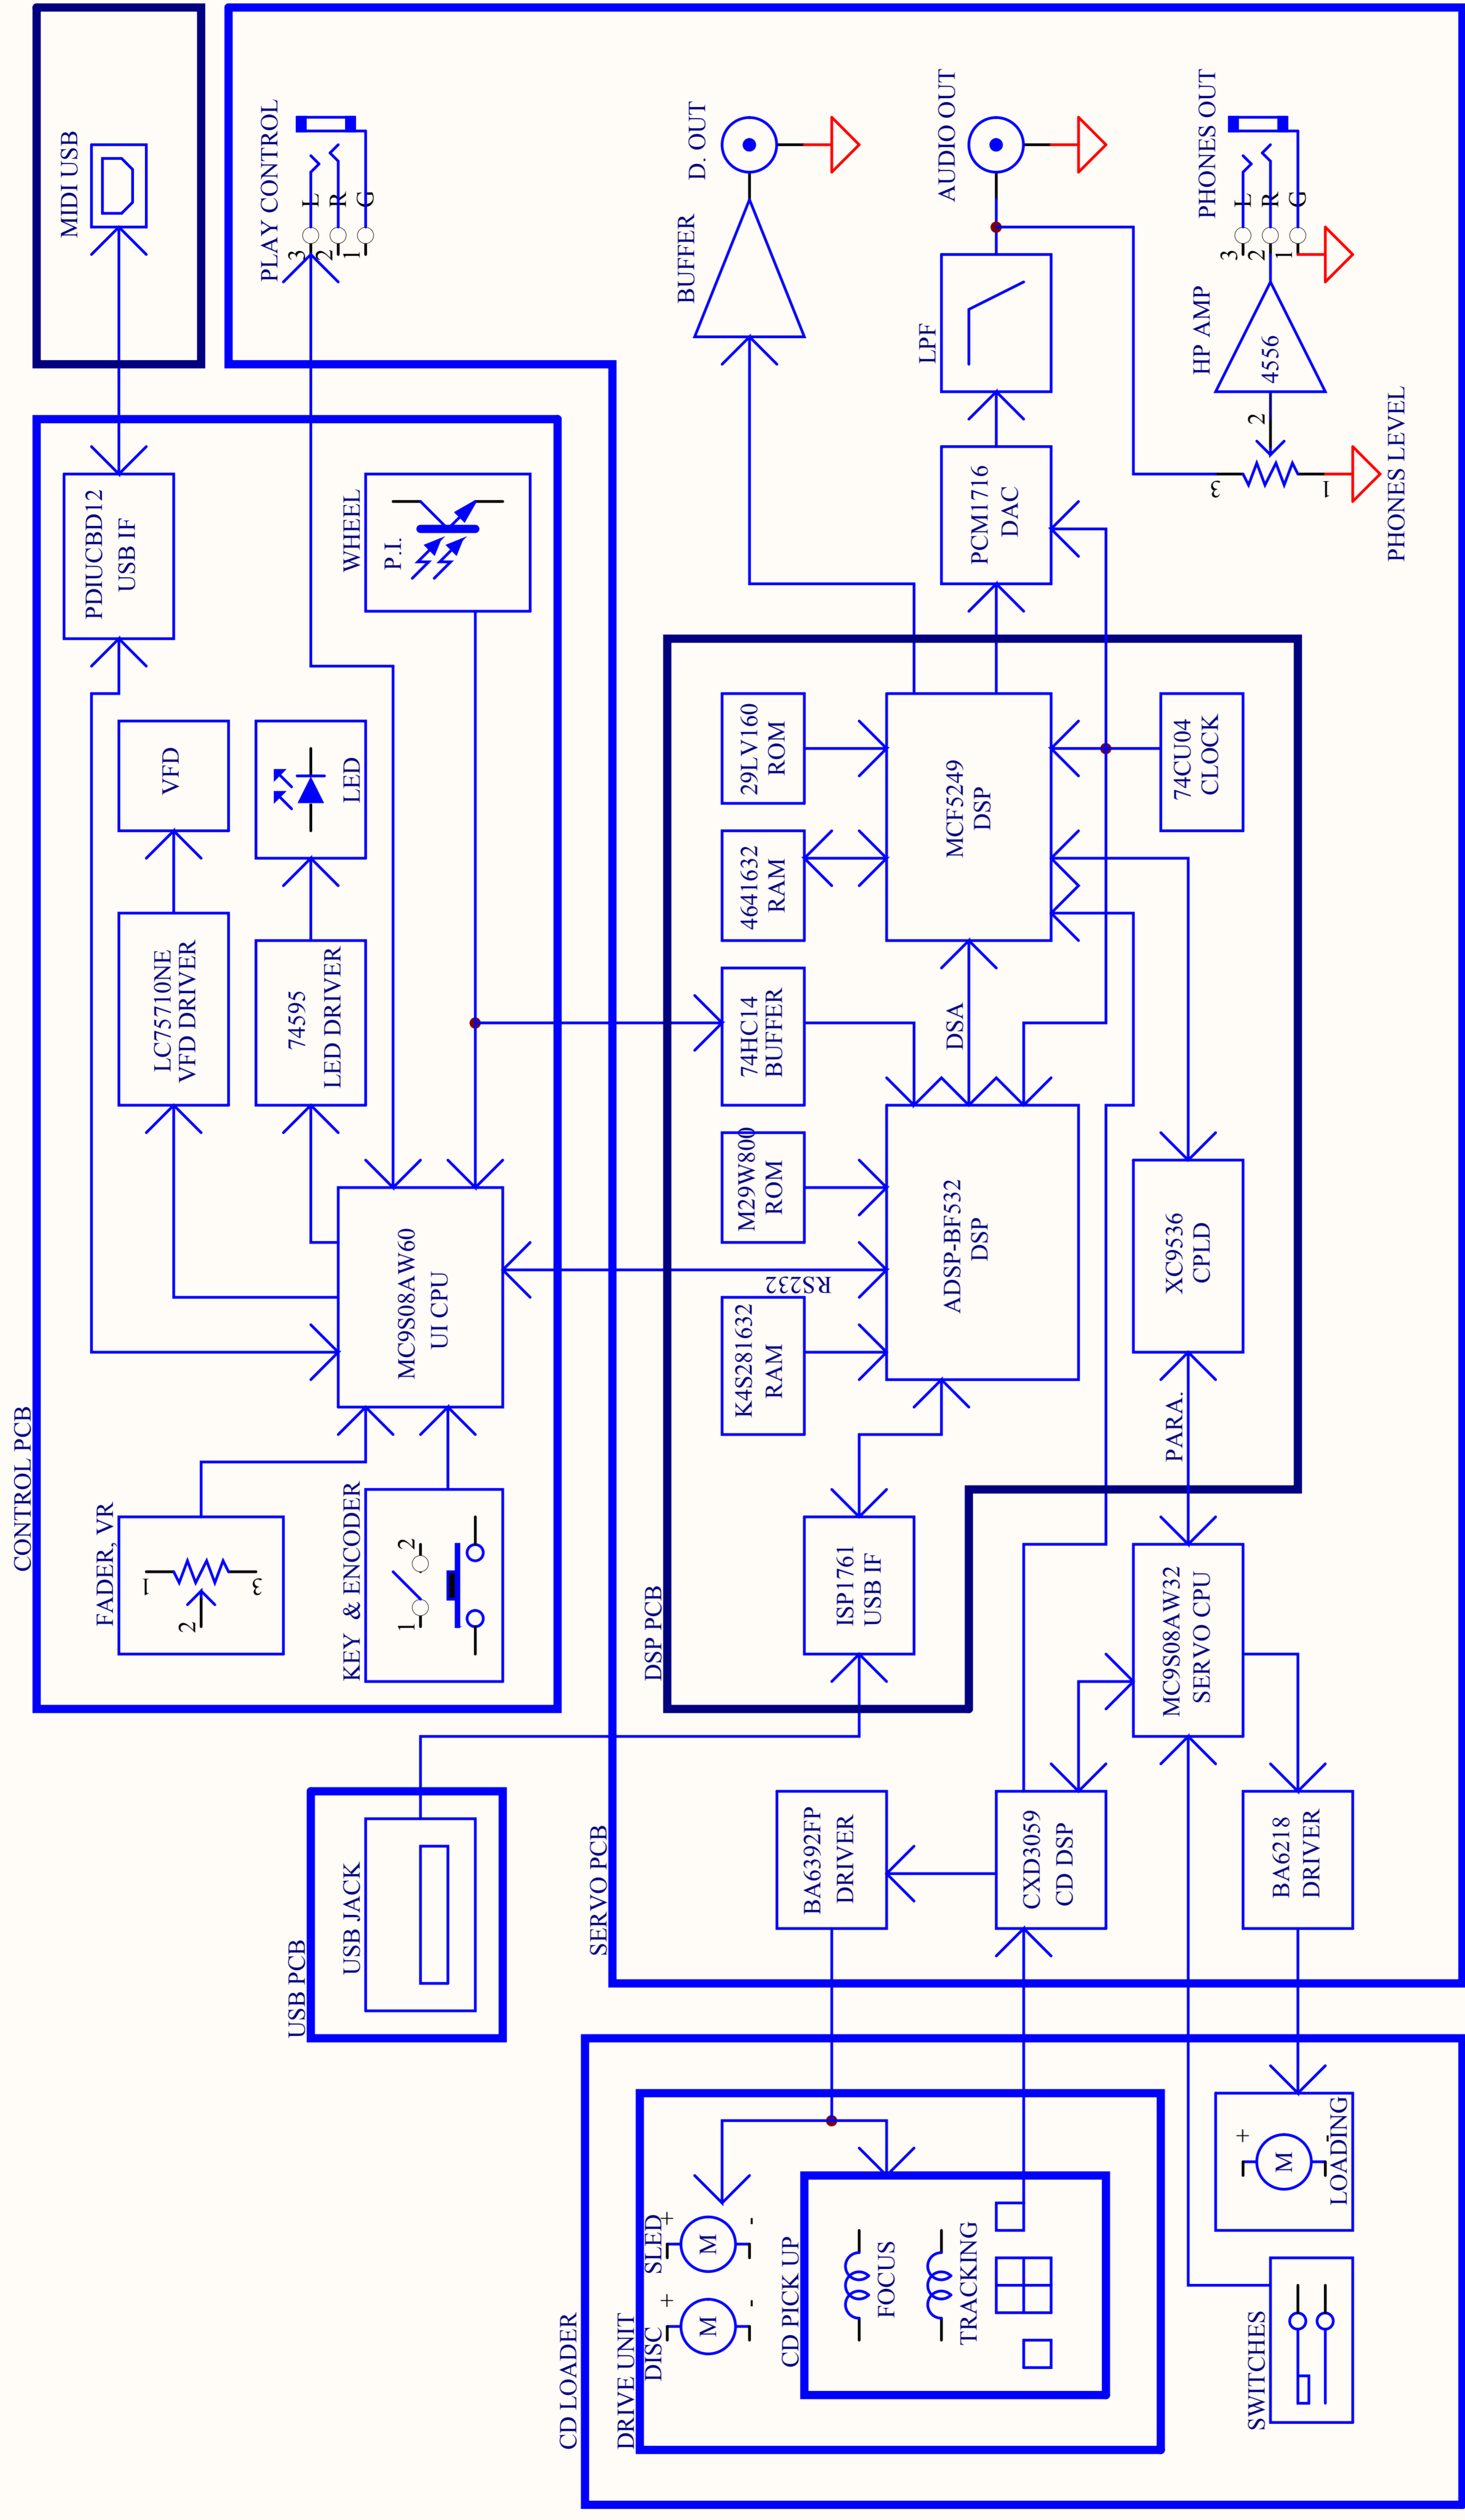 CONTROL PCB
FADER, VR
1
2
3
KEY & ENCODER
1
2
MC9S08AW60
UI CPU
LC75710NE
VFD DRIVER
VFD
74595
LED DRIVER
LED
PDIUCBD12
USB IF
WHEEL
P.I.
MIDI USB
PLAY CONTROL
3
2
1
L
R
G
USB PCB
USB JACK
SERVO PCB
DSP PCB
ISP1761
USB IF
K4S281632
RAM
RS232
M29W800
ROM
74HC14
BUFFER
4641632
RAM
29LV160
ROM
ADSP-BF532
DSP
DSA
MCF5249
DSP
XC9536
CPLD
74CU04
CLOCK
PARA.
BUFFER
D. OUT
PCM1716
DAC
LPF
AUDIO OUT
PHONES LEVEL
3
2
1
HP AMP
4556
PHONES OUT
3
2
1
L
R
G
BA6392FP
DRIVER
CXD3059
CD DSP
MC9S08AW32
SERVO CPU
BA6218
DRIVER
CD LOADER
DRIVE UNIT
DISC
+
M
-
SLED
+
M
-
CD PICK UP
FOCUS
TRACKING
SWITCHES
LOADING
+
M
-